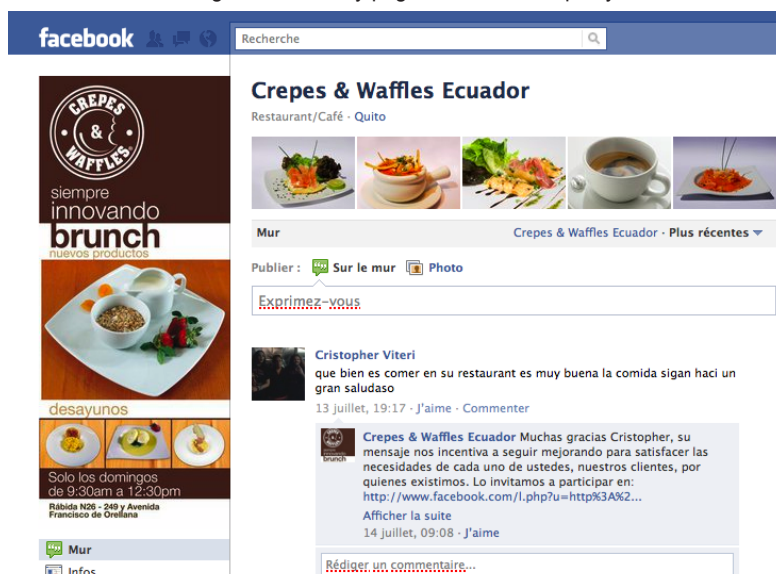 facebook
Recherche
CREPES
&
WAFFLES
siempre
innovando
brunch
nuevos productos
desayunos
Solo los domingos
de 9:30am a 12:30pm
Rábida N26 - 249 y Avenida
Francisco de Orellana
Mur
Infos
Crepes & Waffles Ecuador
Restaurant/Café · Quito
Mur
Crepes & Waffles Ecuador · Plus récentes
Publier : Sur le mur Photo
Exprimez-vous
Cristopher Viteri
que bien es comer en su restaurant es muy buena la comida sigan haci un
gran saludaso
13 juillet, 19:17 · J'aime · Commenter
Crepes & Waffles Ecuador Muchas gracias Cristopher, su
mensaje nos incentiva a seguir mejorando para satisfacer las
necesidades de cada uno de ustedes, nuestros clientes, por
quienes existimos. Lo invitamos a participar en:
http://www.facebook.com/l.php?u=http%3A%2...
Afficher la suite
14 juillet, 09:08 · J'aime
Rédiger un commentaire...